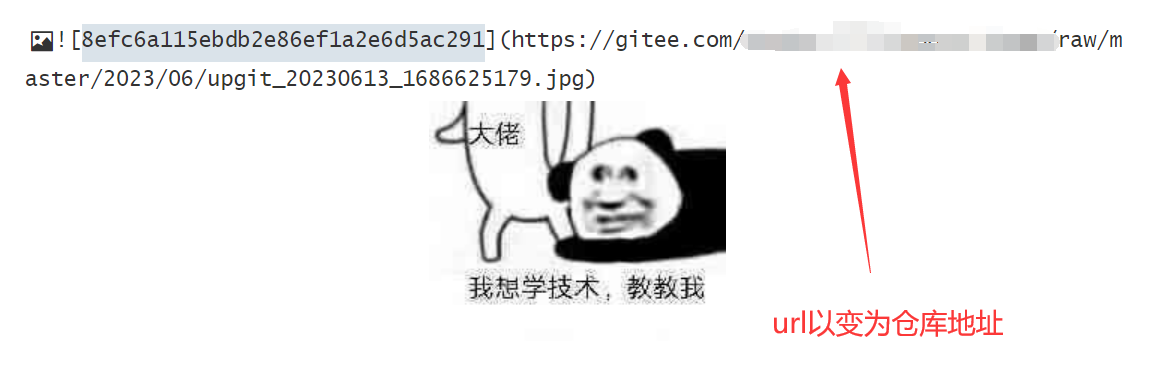 ![8efc6a115ebdb2e86ef1a2e6d5ac291](https://gitee.com/ /raw/m
aster/2023/06/upgit_20230613_1686625179.jpg)
大佬
我想学技术，教教我
url以变为仓库地址